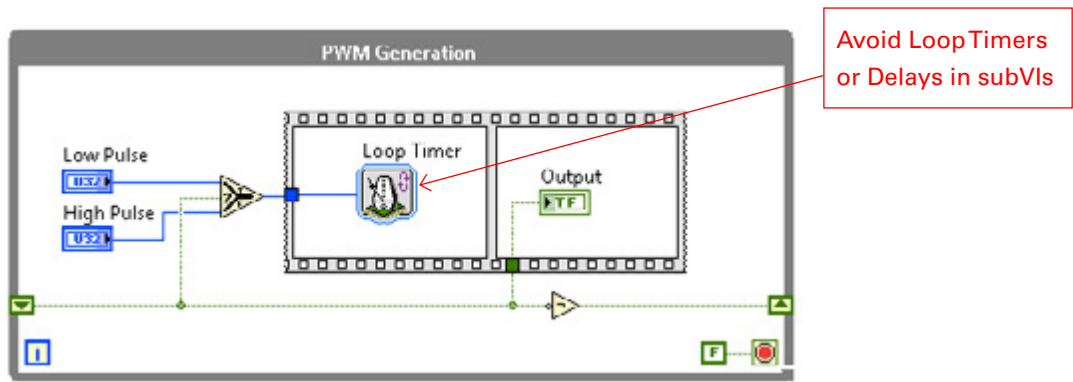 PWM Generation
Avoid Loop Timers
or Delays in subVIs
Low Pulse
U32
High Pulse
U32
Loop Timer
Output
TF
i
F